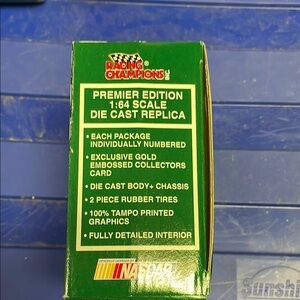 RACING
CHAMPIONS
PREMIER EDITION
1:64 SCALE
DIE CAST REPLICA
• EACH PACKAGE
INDIVIDUALLY NUMBERED
• EXCLUSIVE GOLD
EMBOSSED COLLECTORS
CARD
• DIE CAST BODY+ CHASSIS
• 2 PIECE RUBBER TIRES
• 100% TAMPO PRINTED
GRAPHICS
• FULLY DETAILED INTERIOR
NASCAR
Sunshi